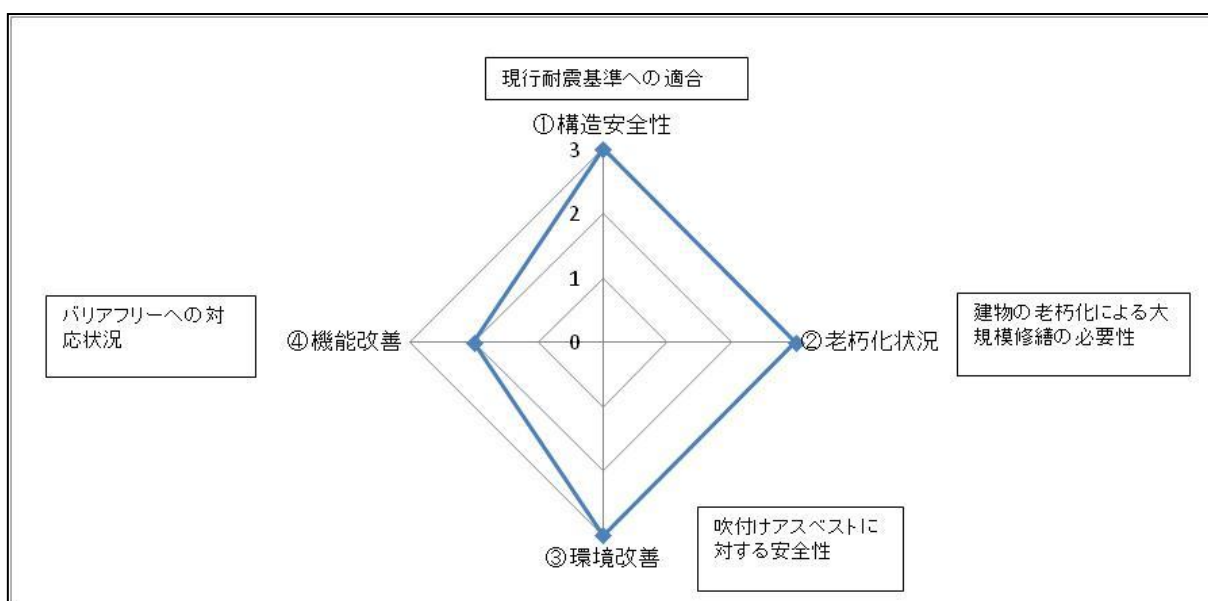 現行耐震基準への適合
①構造安全性
3
2
1
0
バリアフリーへの対
応状況
④機能改善
②老朽化状況
建物の老朽化による大
規模修繕の必要性
吹付けアスベストに
対する安全性
③環境改善